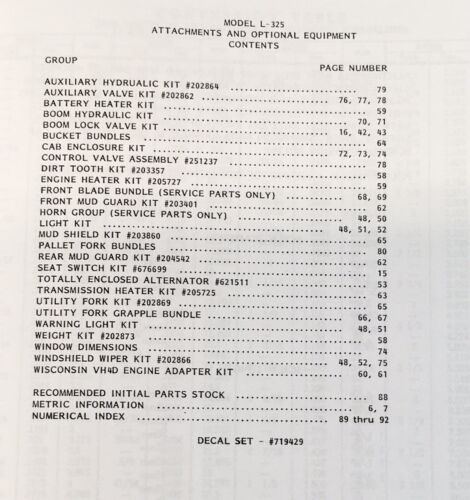 MODEL L-325
ATTACHMENTS AND OPTIONAL EQUIPMENT
CONTENTS
GROUP PAGE NUMBER
AUXILIARY HYDRUALIC KIT #202864 .................. 79
AUXILIARY VALVE KIT #202862 .................. 76, 77, 78
BATTERY HEATER KIT .................. 59
BOOM HYDRAULIC KIT .................. 70, 71
BOOM LOCK VALVE KIT .................. 16, 42, 43
BUCKET BUNDLES .................. 64
CAB ENCLOSURE KIT .................. 72, 73, 74
CONTROL VALVE ASSEMBLY #251237 .................. 78
DIRT TOOTH KIT #203357 .................. 58
ENGINE HEATER KIT #205727 .................. 59
FRONT BLADE BUNDLE (SERVICE PARTS ONLY) .................. 68, 69
FRONT MUD GUARD KIT #203401 .................. 62
HORN GROUP (SERVICE PARTS ONLY) .................. 48, 50
LIGHT KIT .................. 48, 51, 52
MUD SHIELD KIT #203860 .................. 65
PALLET FORK BUNDLES .................. 80
REAR MUD GUARD KIT #204542 .................. 62
SEAT SWITCH KIT #676699 .................. 15
TOTALLY ENCLOSED ALTERNATOR #621511 .................. 53
TRANSMISSION HEATER KIT #205725 .................. 63
UTILITY FORK KIT #202869 .................. 65
UTILITY FORK GRAPPLE BUNDLE .................. 66, 67
WARNING LIGHT KIT .................. 48, 51
WEIGHT KIT #202873 .................. 58
WINDOW DIMENSIONS .................. 74
WINDSHIELD WIPER KIT #202866 .................. 48, 52, 75
WISCONSIN VH4D ENGINE ADAPTER KIT .................. 60, 61
RECOMMENDED INITIAL PARTS STOCK .................. 88
METRIC INFORMATION .................. 6, 7
NUMERICAL INDEX .................. 89 thru 92
DECAL SET - #719429